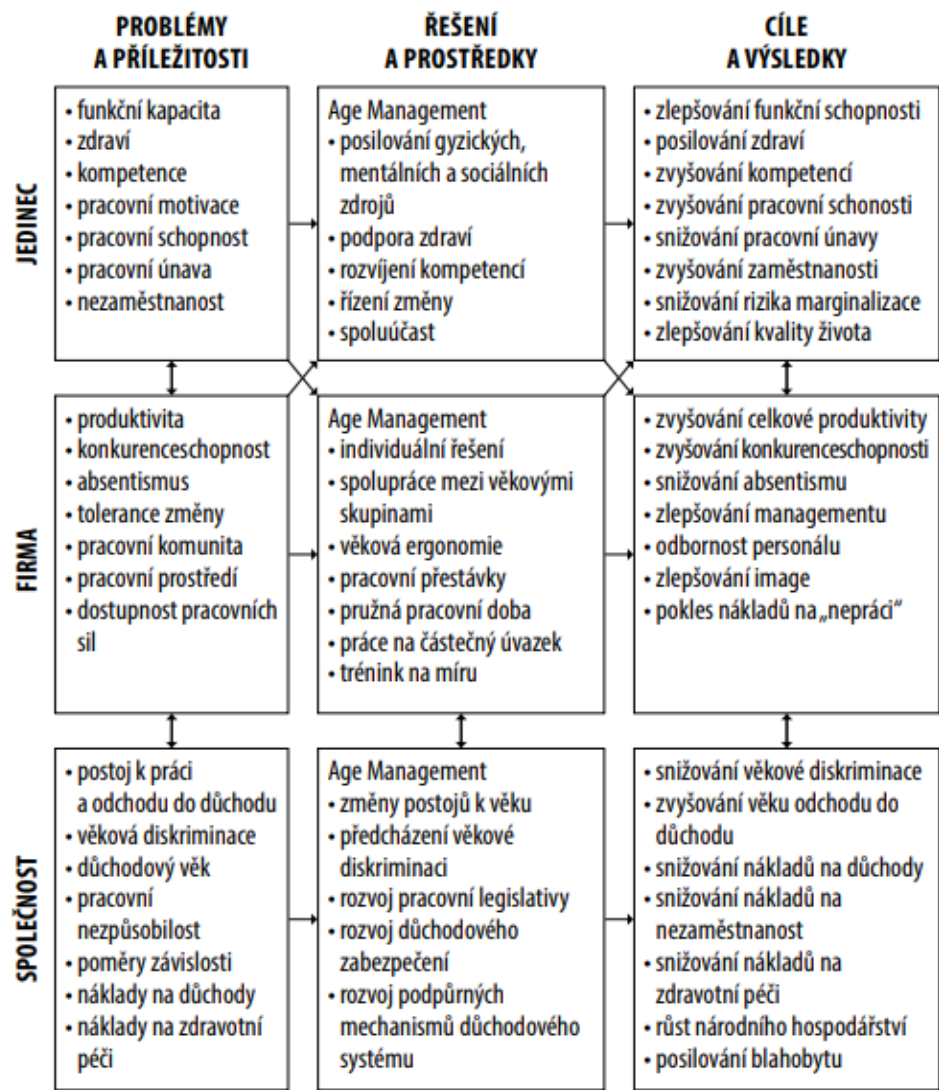 PROBLÉMY
A PŘÍLEŽITOSTI
ŘEŠENÍ
A PROSTŘEDKY
CÍLE
A VÝSLEDKY
JEDINEC
• funkční kapacita
• zdraví
• kompetence
• pracovní motivace
• pracovní schopnost
• pracovní únava
• nezaměstnanost
Age Management
• posilování gyzických,
mentálních a sociálních
zdrojů
• podpora zdraví
• rozvíjení kompetencí
• řízení změny
• spoluúčast
• zlepšování funkční schopnosti
• posilování zdraví
• zvyšování kompetencí
• zvyšování pracovní schonosti
• snižování pracovní únavy
• zvyšování zaměstnanosti
• snižování rizika marginalizace
• zlepšování kvality života
FIRMA
• produktivita
• konkurenceschopnost
• absentismus
• tolerance změny
• pracovní komunita
• pracovní prostředí
• dostupnost pracovních
sil
Age Management
• individuální řešení
• spolupráce mezi věkovými
skupinami
• věková ergonomie
• pracovní přestávky
• pružná pracovní doba
• práce na částečný úvazek
• trénink na míru
• zvyšování celkové produktivity
• zvyšování konkurenceschopnosti
• snižování absentismu
• zlepšování managementu
• odbornost personálu
• zlepšování image
• pokles nákladů na „nepráci“
SPOLEČNOST
• postoj k práci
a odchodu do důchodu
• věková diskriminace
• důchodový věk
• pracovní
nezpůsobilost
• poměry závislosti
• náklady na důchody
• náklady na zdravotní
péči
Age Management
• změny postojů k věku
• předcházení věkové
diskriminaci
• rozvoj pracovní legislativy
• rozvoj důchodového
zabezpečení
• rozvoj podpůrných
mechanismů důchodového
systému
• snižování věkové diskriminace
• zvyšování věku odchodu do
důchodu
• snižování nákladů na důchody
• snižování nákladů na
nezaměstnanost
• snižování nákladů na
zdravotní péči
• růst národního hospodářství
• posilování blahobytu